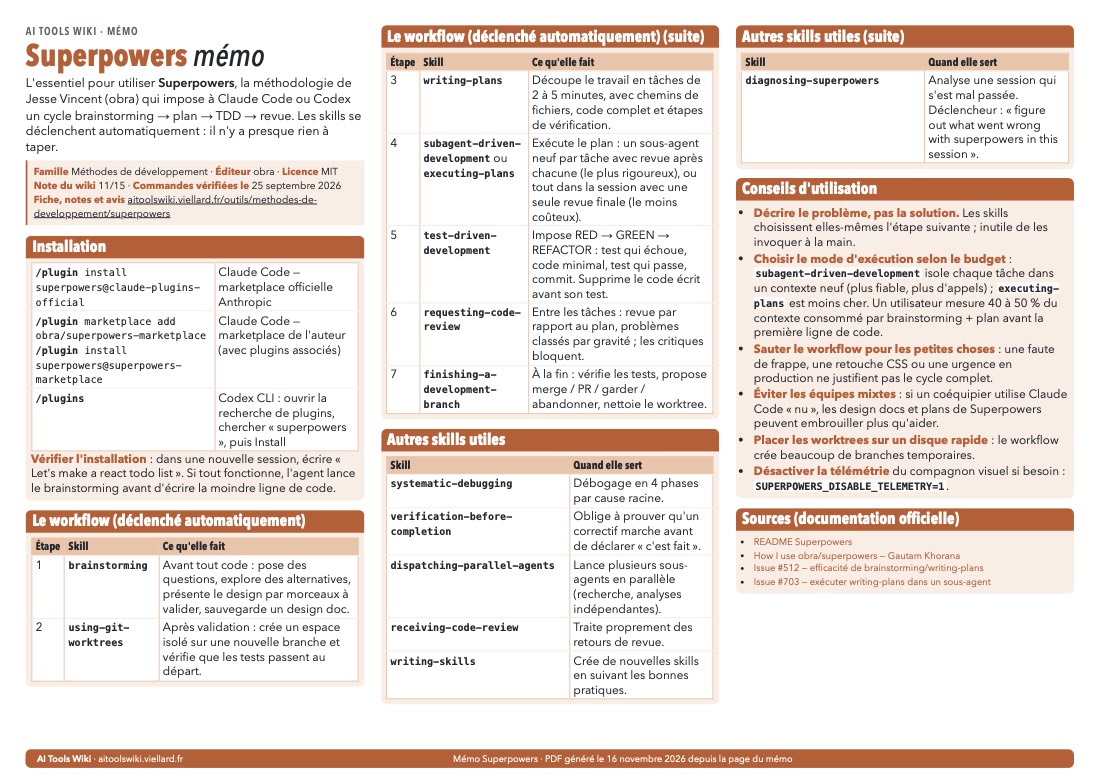 AI TOOLS WIKI · MÉMO
Superpowers mémo
L'essentiel pour utiliser Superpowers, la méthodologie de
Jesse Vincent (obra) qui impose à Claude Code ou Codex
un cycle brainstorming → plan → TDD → revue. Les skills se
déclenchent automatiquement : il n'y a presque rien à
taper.
Famille Méthodes de développement · Éditeur obra · Licence MIT
Note du wiki 11/15 · Commandes vérifiées le 25 septembre 2026
Fiche, notes et avis aitoolswiki.viellard.fr/outils/methodes-de-
developpement/superpowers
Installation
/plugin install
superpowers@claude-plugins-
official
Claude Code —
marketplace officielle
Anthropic
/plugin marketplace add
obra/superpowers-marketplace
/plugin install
superpowers@superpowers-
marketplace
Claude Code —
marketplace de l'auteur
(avec plugins associés)
/plugins
Codex CLI : ouvrir la
recherche de plugins,
chercher « superpowers
», puis Install
Vérifier l'installation : dans une nouvelle session, écrire «
Let's make a react todo list ». Si tout fonctionne, l'agent lance
le brainstorming avant d'écrire la moindre ligne de code.
Le workflow (déclenché automatiquement)
Étape Skill Ce qu'elle fait
1 brainstorming Avant tout code : pose des
questions, explore des alternatives,
présente le design par morceaux à
valider, sauvegarde un design doc.
2 using-git-
worktrees
Après validation : crée un espace
isolé sur une nouvelle branche et
vérifie que les tests passent au
départ.
Le workflow (déclenché automatiquement) (suite)
Étape Skill Ce qu'elle fait
3 writing-plans Découpe le travail en tâches de
2 à 5 minutes, avec chemins de
fichiers, code complet et étapes
de vérification.
4 subagent-driven-
development ou
executing-plans
Exécute le plan : un sous-agent
neuf par tâche avec revue après
chacune (le plus rigoureux), ou
tout dans la session avec une
seule revue finale (le moins
coûteux).
5 test-driven-
development
Impose RED → GREEN →
REFACTOR : test qui échoue,
code minimal, test qui passe,
commit. Supprime le code écrit
avant son test.
6 requesting-code-
review
Entre les tâches : revue par
rapport au plan, problèmes
classés par gravité ; les critiques
bloquent.
7 finishing-a-
development-
branch
À la fin : vérifie les tests, propose
merge / PR / garder /
abandonner, nettoie le worktree.
Autres skills utiles
Skill Quand elle sert
systematic-debugging Débogage en 4 phases
par cause racine.
verification-before-
completion
Oblige à prouver qu'un
correctif marche avant
de déclarer « c'est fait ».
dispatching-parallel-agents Lance plusieurs sous-
agents en parallèle
(recherche, analyses
indépendantes).
receiving-code-review Traite proprement des
retours de revue.
writing-skills Crée de nouvelles skills
en suivant les bonnes
pratiques.
Autres skills utiles (suite)
Skill Quand elle sert
diagnosing-superpowers Analyse une session qui
s'est mal passée.
Déclencheur : « figure
out what went wrong
with superpowers in this
session ».
Conseils d'utilisation
• Décrire le problème, pas la solution. Les skills
choisissent elles-mêmes l'étape suivante ; inutile de les
invoquer à la main.
• Choisir le mode d'exécution selon le budget :
subagent-driven-development isole chaque tâche dans
un contexte neuf (plus fiable, plus d'appels) ; executing-
plans est moins cher. Un utilisateur mesure 40 à 50 % du
contexte consommé par brainstorming + plan avant la
première ligne de code.
• Sauter le workflow pour les petites choses : une faute
de frappe, une retouche CSS ou une urgence en
production ne justifient pas le cycle complet.
• Éviter les équipes mixtes : si un coéquipier utilise Claude
Code « nu », les design docs et plans de Superpowers
peuvent embrouiller plus qu'aider.
• Placer les worktrees sur un disque rapide : le workflow
crée beaucoup de branches temporaires.
• Désactiver la télémétrie du compagnon visuel si besoin :
SUPERPOWERS_DISABLE_TELEMETRY=1.
Sources (documentation officielle)
• README Superpowers
• How I use obra/superpowers — Gautam Khorana
• Issue #512 — efficacité de brainstorming/writing-plans
• Issue #703 — exécuter writing-plans dans un sous-agent
AI Tools Wiki · aitoolswiki.viellard.fr
Mémo Superpowers · PDF généré le 16 novembre 2026 depuis la page du mémo